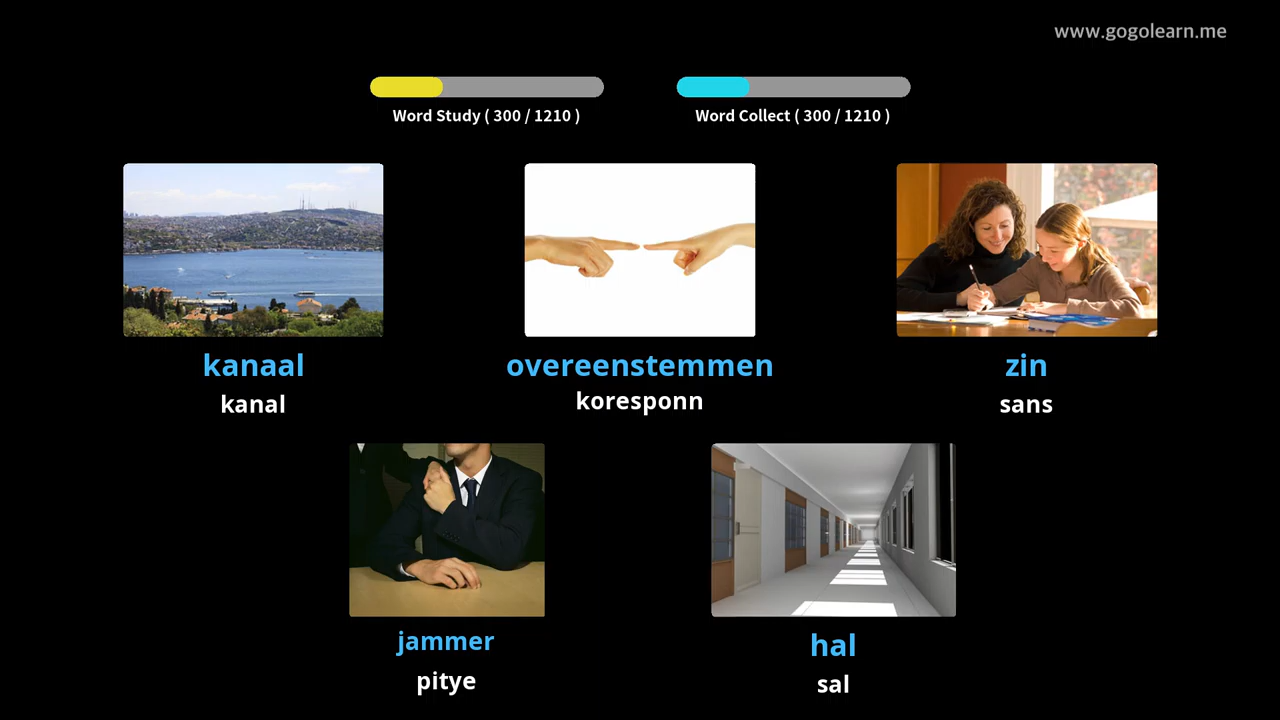 www.gogolearn.me
Word Study ( 300 / 1210 )
Word Collect ( 300 / 1210 )
kanaal
kanal
overeenstemmen
koresponn
zin
sans
jammer
pitye
hal
sal